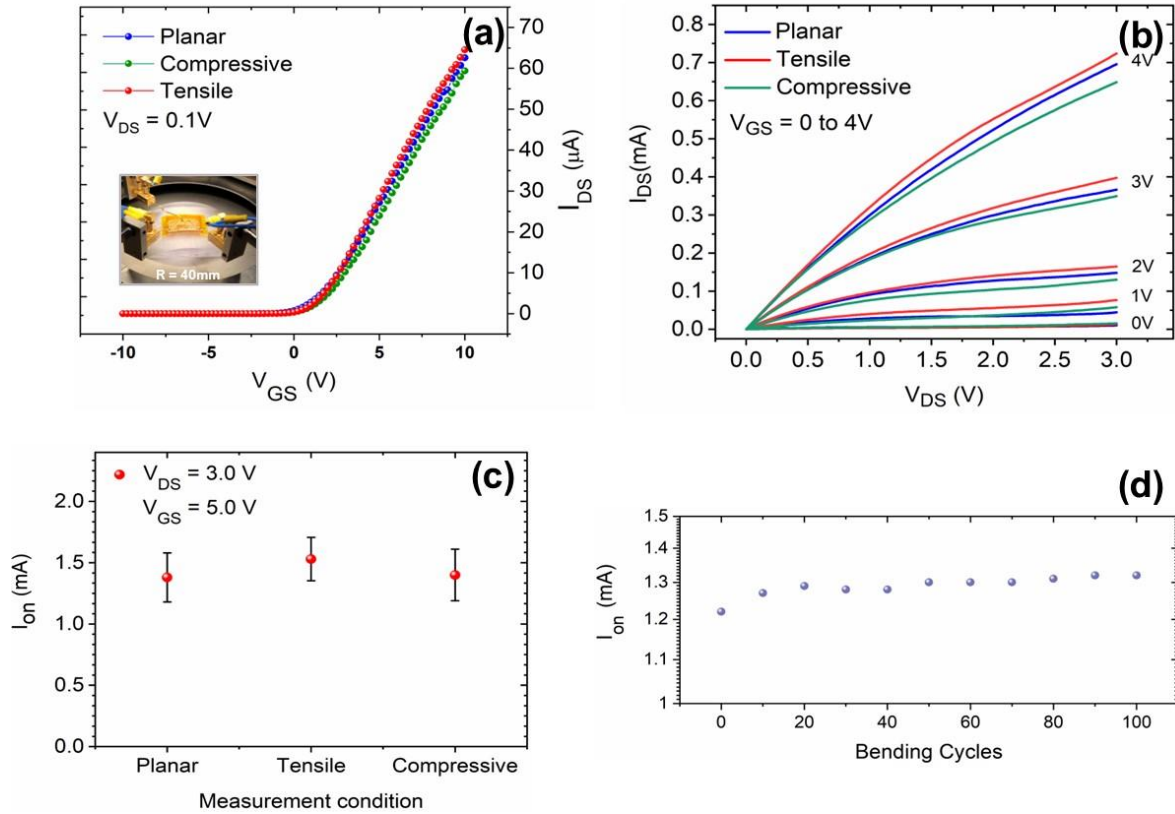 (a)
Planar
Compressive
Tensile
V_DS = 0.1V
R = 40mm
70
60
50
40
30
20
10
0
I_DS (μA)
-10 -5 0 5 10
V_GS (V)
(b)
Planar
Tensile
Compressive
V_GS = 0 to 4V
0.8
0.7
0.6
0.5
0.4
0.3
0.2
0.1
0.0
I_DS(mA)
4V
3V
2V
1V
0V
0.0 0.5 1.0 1.5 2.0 2.5 3.0
V_DS (V)
(c)
V_DS = 3.0 V
V_GS = 5.0 V
2.0
1.5
1.0
0.5
0.0
I_on (mA)
Planar Tensile Compressive
Measurement condition
(d)
1.5
1.4
1.3
1.2
1.1
1
I_on (mA)
0 20 40 60 80 100
Bending Cycles